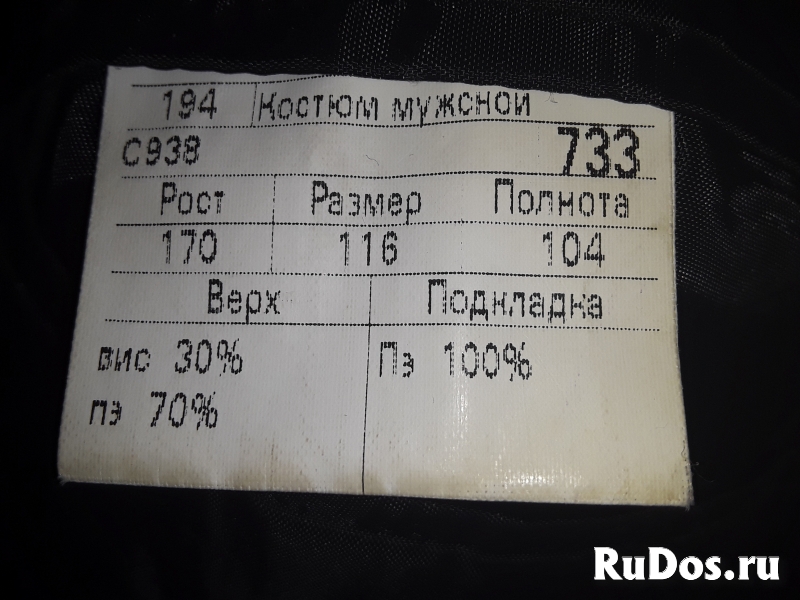 194 Костюм мужской
С938 733
Рост Размер Полнота
170 116 104
Верх Подкладка
вис 30% Пэ 100%
пэ 70%
RuDos.ru